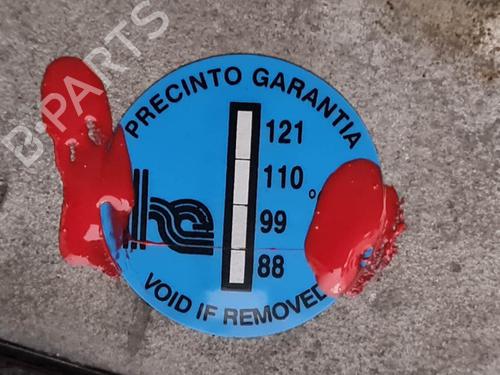 PRECINTO GARANTIA
121
110
°
99
88
VOID IF REMOVED
B-PARTS